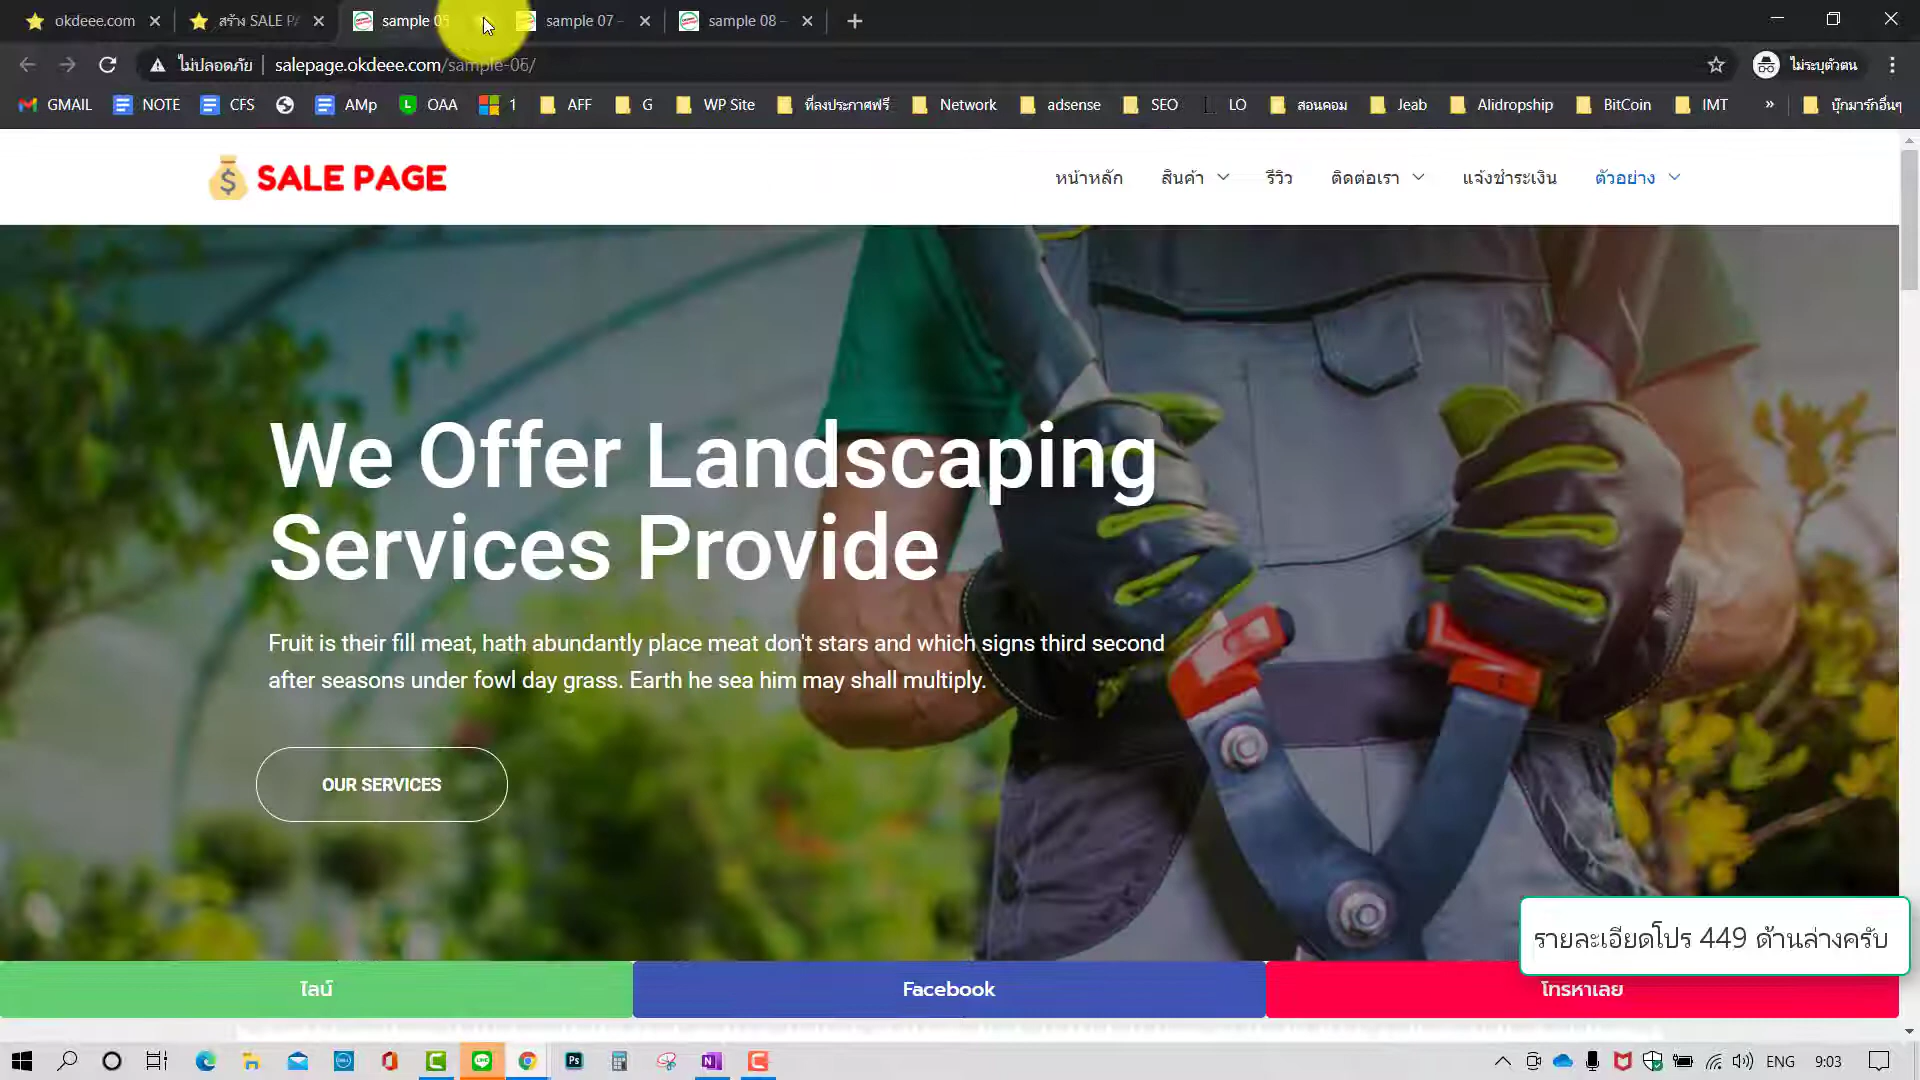 okdeee.com
สร้าง SALE PA
sample 05
sample 07 –
sample 08 –
ไม่ปลอดภัย
salepage.okdeee.com/sample-05/
ไม่ระบุตัวตน
GMAIL
NOTE
CFS
AMp
OAA
1
AFF
G
WP Site
ที่ลงประกาศฟรี
Network
adsense
SEO
LO
สอนคอม
Jeab
Alidropship
BitCoin
IMT
»
บุ๊กมาร์กอื่นๆ
SALE PAGE
หน้าหลัก
สินค้า
รีวิว
ติดต่อเรา
แจ้งชำระเงิน
ตัวอย่าง
We Offer Landscaping
Services Provide
Fruit is their fill meat, hath abundantly place meat don't stars and which signs third second
after seasons under fowl day grass. Earth he sea him may shall multiply.
OUR SERVICES
รายละเอียดโปร 449 ด้านล่างครับ
ไลน์
Facebook
โทรหาเลย
ENG
9:03